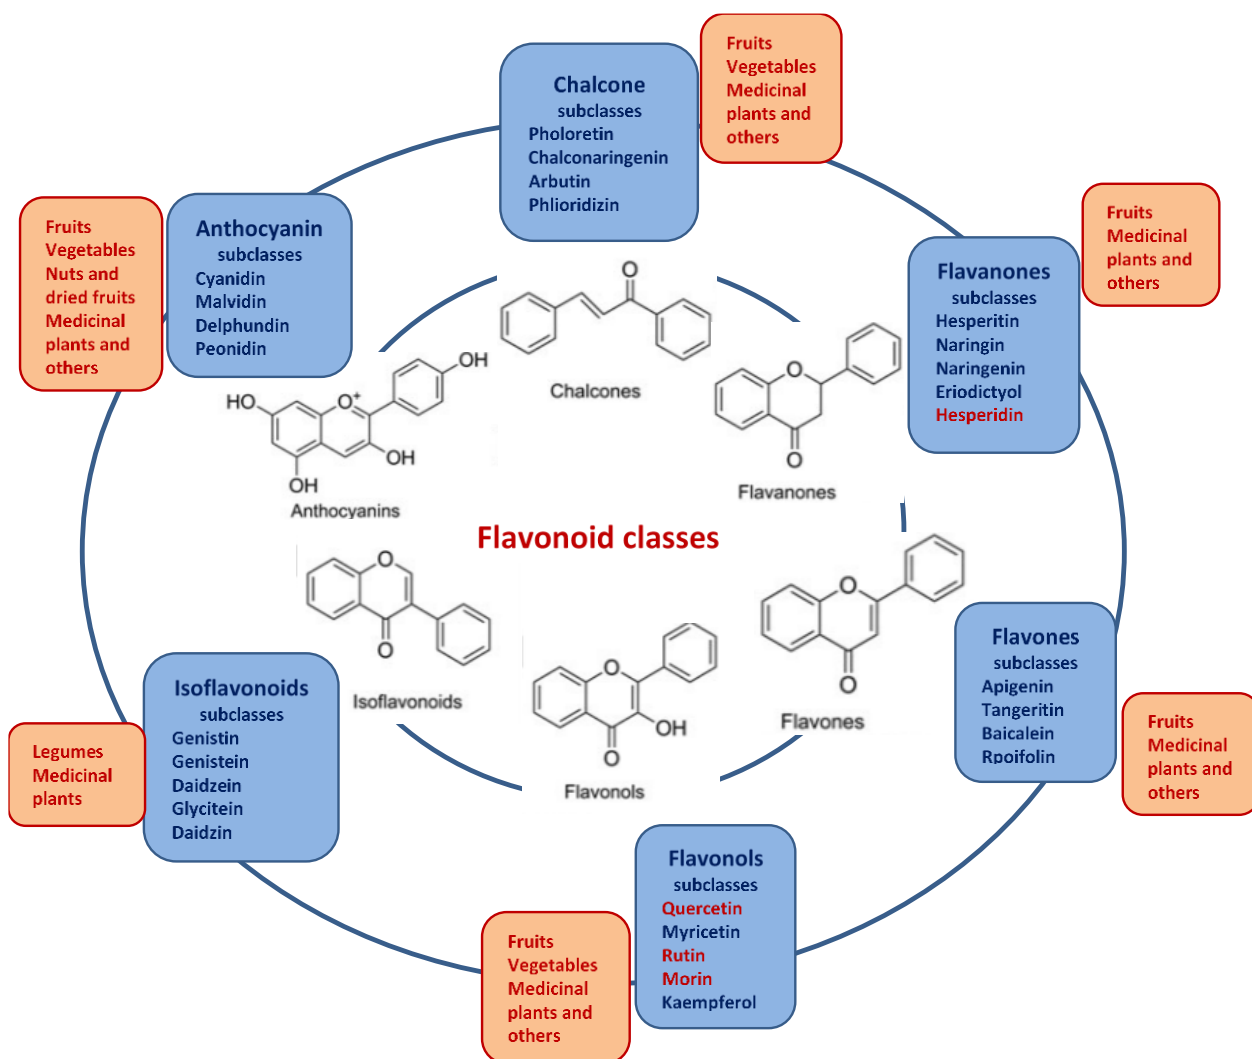 Fruits
Vegetables
Medicinal
plants and
others
Chalcone
subclasses
Pholoretin
Chalconaringenin
Arbutin
Phlioridizin
Fruits
Vegetables
Nuts and
dried fruits
Medicinal
plants and
others
Anthocyanin
subclasses
Cyanidin
Malvidin
Delphundin
Peonidin
Fruits
Medicinal
plants and
others
Flavanones
subclasses
Hesperitin
Naringin
Naringenin
Eriodictyol
Hesperidin
O
Chalcones
OH
HO
O+
OH
OH
Anthocyanins
O
O
Flavanones
Flavonoid classes
O
O
Isoflavonoids
O
OH
O
Flavonols
O
O
Flavones
Flavones
subclasses
Apigenin
Tangeritin
Baicalein
Rpoifolin
Fruits
Medicinal
plants and
others
Isoflavonoids
subclasses
Genistin
Genistein
Daidzein
Glycitein
Daidzin
Legumes
Medicinal
plants
Flavonols
subclasses
Quercetin
Myricetin
Rutin
Morin
Kaempferol
Fruits
Vegetables
Medicinal
plants and
others